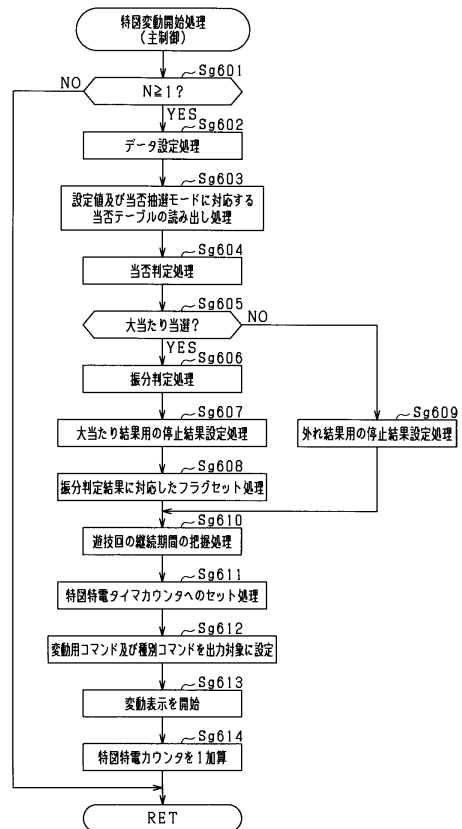 特図変動開始処理
(主制御)
Sg601
NO
N≧1?
YES
Sg602
データ設定処理
Sg603
設定値及び当否抽選モードに対応する
当否テーブルの読み出し処理
Sg604
当否判定処理
Sg605
大当たり当選?
NO
YES
Sg606
振分判定処理
Sg607
大当たり結果用の停止結果設定処理
Sg609
外れ結果用の停止結果設定処理
Sg608
振分判定結果に対応したフラグセット処理
Sg610
遊技回の継続期間の把握処理
Sg611
特図特電タイマカウンタへのセット処理
Sg612
変動用コマンド及び種別コマンドを出力対象に設定
Sg613
変動表示を開始
Sg614
特図特電カウンタを1加算
RET